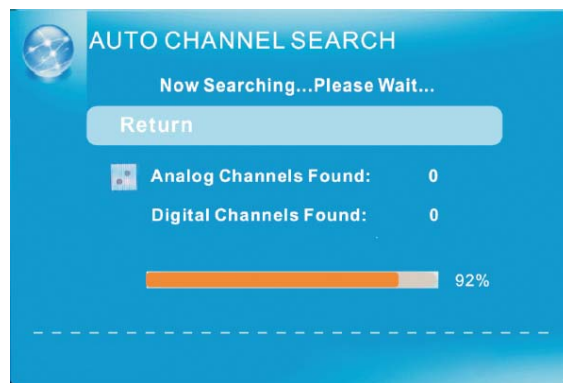 AUTO CHANNEL SEARCH
Now Searching...Please Wait...
Return
Analog Channels Found: 0
Digital Channels Found: 0
92%